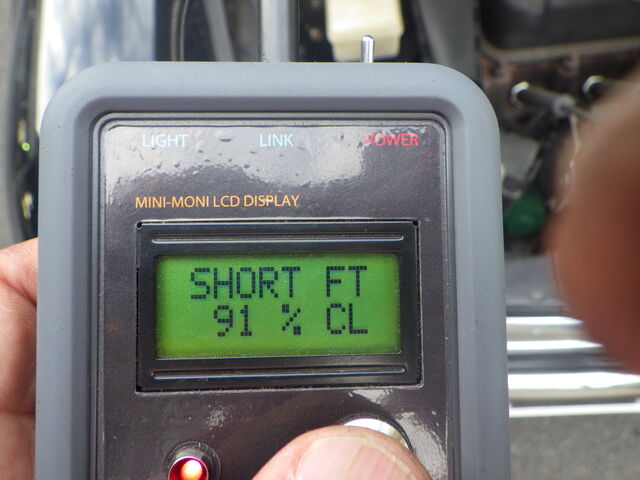 LIGHT LINK POWER
MINI-MONI LCD DISPLAY
SHORT FT
91 % CL